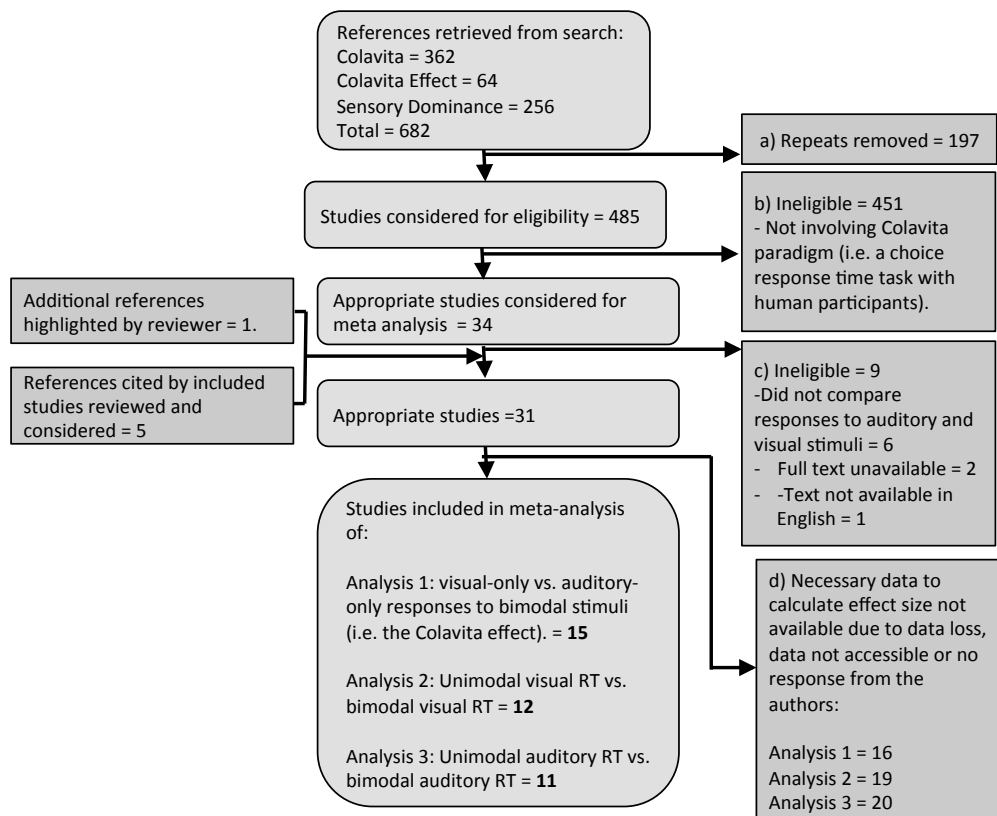 References retrieved from search:
Colavita = 362
Colavita Effect = 64
Sensory Dominance = 256
Total = 682
a) Repeats removed = 197
Studies considered for eligibility = 485
b) Ineligible = 451
- Not involving Colavita
paradigm (i.e. a choice
response time task with
human participants).
Appropriate studies considered for
meta analysis = 34
Additional references
highlighted by reviewer = 1.
References cited by included
studies reviewed and
considered = 5
c) Ineligible = 9
-Did not compare
responses to auditory and
visual stimuli = 6
- Full text unavailable = 2
- -Text not available in
English = 1
Appropriate studies =31
Studies included in meta-analysis
of:
Analysis 1: visual-only vs. auditory-
only responses to bimodal stimuli
(i.e. the Colavita effect). = 15
Analysis 2: Unimodal visual RT vs.
bimodal visual RT = 12
Analysis 3: Unimodal auditory RT vs.
bimodal auditory RT = 11
d) Necessary data to
calculate effect size not
available due to data loss,
data not accessible or no
response from the
authors:
Analysis 1 = 16
Analysis 2 = 19
Analysis 3 = 20